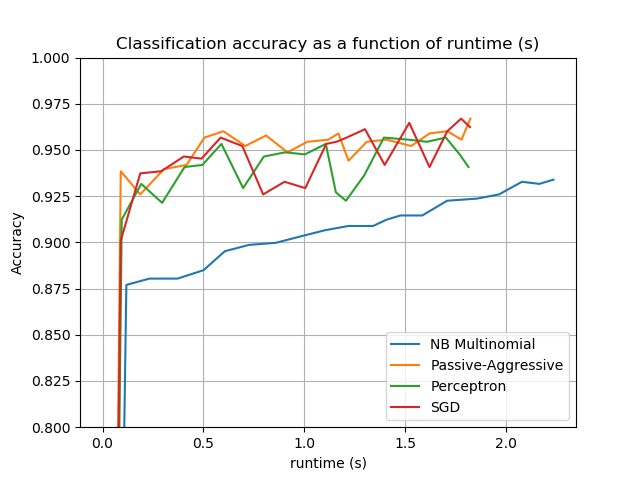 Classification accuracy as a function of runtime (s)
1.000
0.975
0.950
0.925
0.900
0.875
0.850
0.825
0.800
Accuracy
NB Multinomial
Passive-Aggressive
Perceptron
SGD
0.0 0.5 1.0 1.5 2.0
runtime (s)